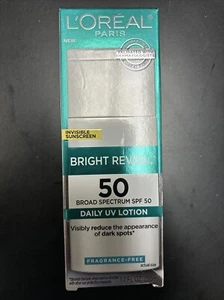 L'ORÉAL
PARIS
NEW
INVISIBLE
SUNSCREEN
BRIGHT REVEAL
50
BROAD SPECTRUM SPF 50
DAILY UV LOTION
Visibly reduce the appearance
of dark spots*
FRAGRANCE-FREE